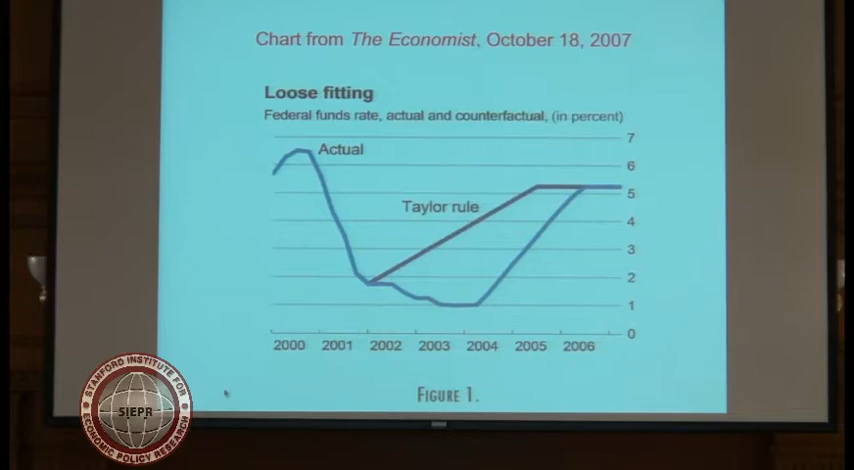 Chart from The Economist, October 18, 2007
Loose fitting
Federal funds rate, actual and counterfactual, (in percent)
7
Actual
6
5
Taylor rule
4
3
2
1
0
2000 2001 2002 2003 2004 2005 2006
FIGURE 1.
STANFORD INSTITUTE FOR
SIEPR
ECONOMIC POLICY RESEARCH